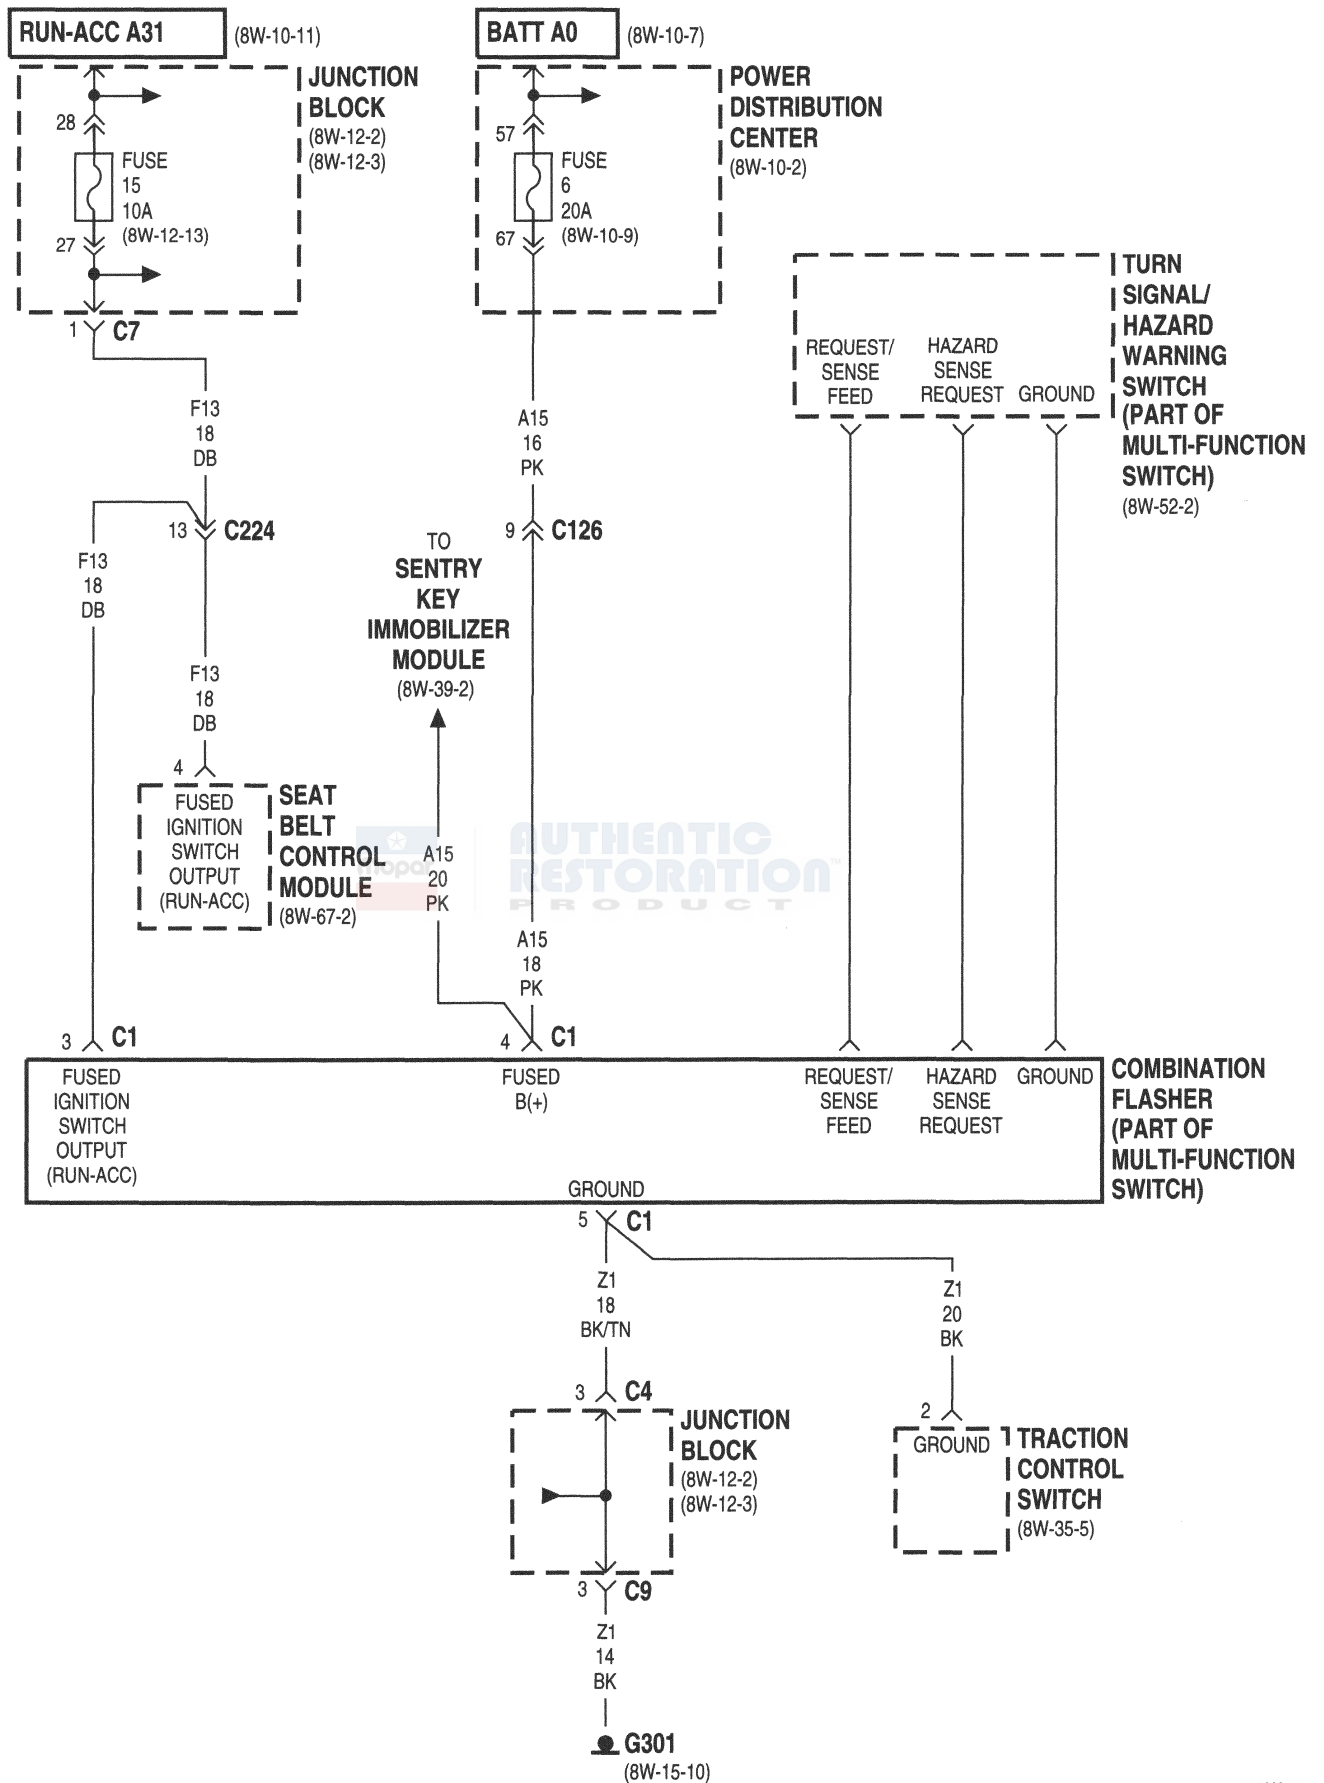 RUN-ACC A31
(8W-10-11)
BATT A0
(8W-10-7)
JUNCTION
BLOCK
(8W-12-2)
(8W-12-3)
28
FUSE
15
10A
(8W-12-13)
27
1
C7
POWER
DISTRIBUTION
CENTER
(8W-10-2)
57
FUSE
6
20A
(8W-10-9)
67
TURN
SIGNAL/
HAZARD
WARNING
SWITCH
(PART OF
MULTI-FUNCTION
SWITCH)
(8W-52-2)
REQUEST/
SENSE
FEED
HAZARD
SENSE
REQUEST
GROUND
F13
18
DB
A15
16
PK
13
C224
9
C126
F13
18
DB
TO
SENTRY
KEY
IMMOBILIZER
MODULE
(8W-39-2)
F13
18
DB
4
FUSED
IGNITION
SWITCH
OUTPUT
(RUN-ACC)
SEAT
BELT
CONTROL
MODULE
(8W-67-2)
mopar
AUTHENTIC
RESTORATION™
PRODUCT
A15
20
PK
A15
18
PK
3
C1
4
C1
FUSED
IGNITION
SWITCH
OUTPUT
(RUN-ACC)
FUSED
B(+)
REQUEST/
SENSE
FEED
HAZARD
SENSE
REQUEST
GROUND
COMBINATION
FLASHER
(PART OF
MULTI-FUNCTION
SWITCH)
GROUND
5
C1
Z1
18
BK/TN
Z1
20
BK
3
C4
JUNCTION
BLOCK
(8W-12-2)
(8W-12-3)
2
GROUND
TRACTION
CONTROL
SWITCH
(8W-35-5)
3
C9
Z1
14
BK
G301
(8W-15-10)